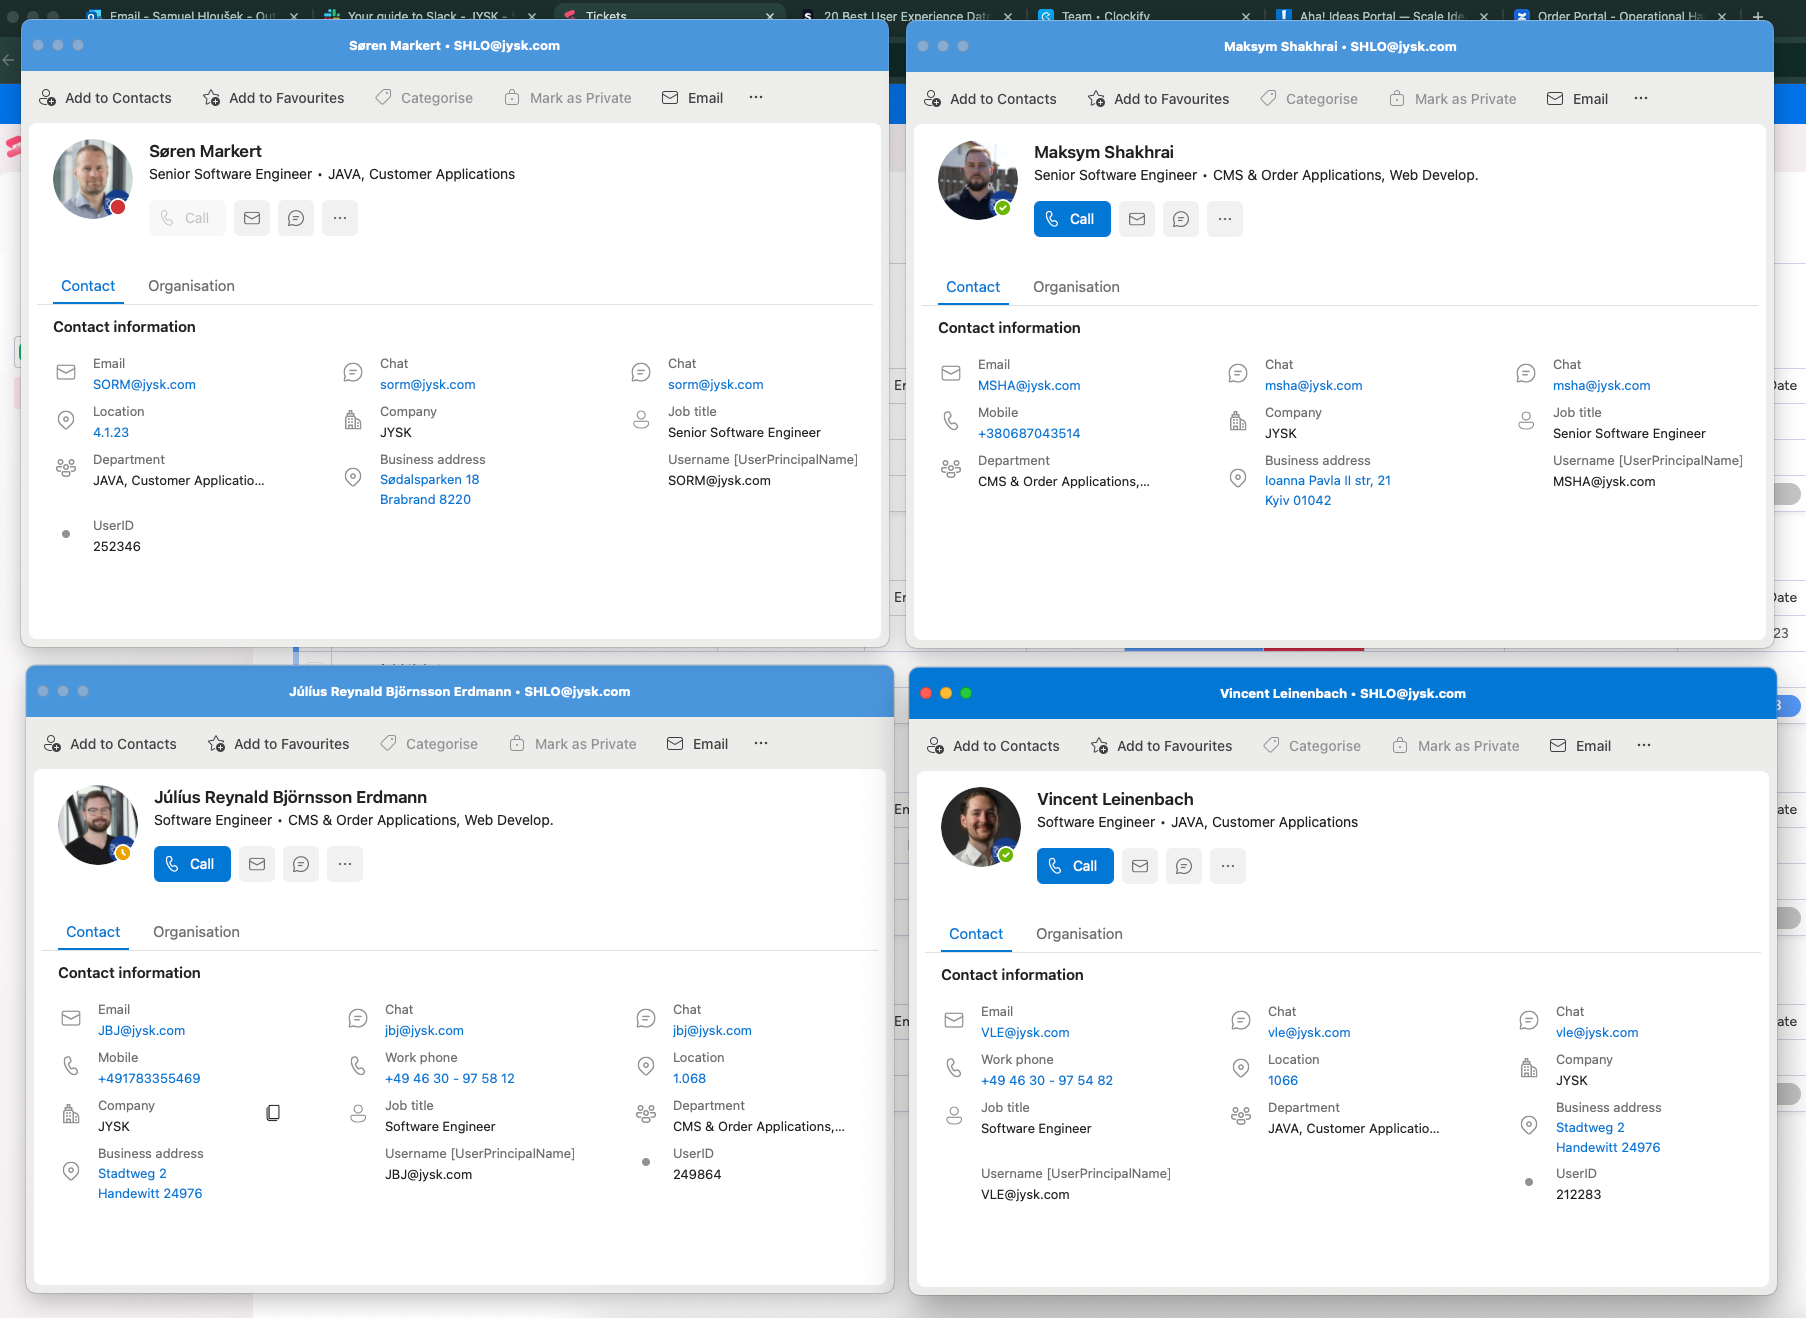 Email - Samuel Hloušek - Out
Your guide to Slack - JYSK -
Tickets
20 Best User Experience Date
Team • Clockify
Aha! Ideas Portal — Scale Ide
Order Portal - Operational Ha
Søren Markert • SHLO@jysk.com
Add to Contacts
Add to Favourites
Categorise
Mark as Private
Email
Søren Markert
Senior Software Engineer • JAVA, Customer Applications
Call
Contact
Organisation
Contact information
Email
SORM@jysk.com
Chat
sorm@jysk.com
Chat
sorm@jysk.com
Location
4.1.23
Company
JYSK
Job title
Senior Software Engineer
Department
JAVA, Customer Applicatio...
Business address
Sødalsparken 18
Brabrand 8220
Username [UserPrincipalName]
SORM@jysk.com
UserID
252346
Maksym Shakhrai • SHLO@jysk.com
Add to Contacts
Add to Favourites
Categorise
Mark as Private
Email
Maksym Shakhrai
Senior Software Engineer • CMS & Order Applications, Web Develop.
Call
Contact
Organisation
Contact information
Email
MSHA@jysk.com
Chat
msha@jysk.com
Chat
msha@jysk.com
Mobile
+380687043514
Company
JYSK
Job title
Senior Software Engineer
Department
CMS & Order Applications,...
Business address
Ioanna Pavla II str, 21
Kyiv 01042
Username [UserPrincipalName]
MSHA@jysk.com
Date
Date
23
Júlíus Reynald Björnsson Erdmann • SHLO@jysk.com
Add to Contacts
Add to Favourites
Categorise
Mark as Private
Email
Júlíus Reynald Björnsson Erdmann
Software Engineer • CMS & Order Applications, Web Develop.
Call
Contact
Organisation
Contact information
Email
JBJ@jysk.com
Chat
jbj@jysk.com
Chat
jbj@jysk.com
Mobile
+491783355469
Work phone
+49 46 30 - 97 58 12
Location
1.068
Company
JYSK
Job title
Software Engineer
Department
CMS & Order Applications,...
Business address
Stadtweg 2
Handewitt 24976
Username [UserPrincipalName]
JBJ@jysk.com
UserID
249864
Vincent Leinenbach • SHLO@jysk.com
Add to Contacts
Add to Favourites
Categorise
Mark as Private
Email
Vincent Leinenbach
Software Engineer • JAVA, Customer Applications
Call
Contact
Organisation
Contact information
Email
VLE@jysk.com
Chat
vle@jysk.com
Chat
vle@jysk.com
Work phone
+49 46 30 - 97 54 82
Location
1066
Company
JYSK
Job title
Software Engineer
Department
JAVA, Customer Applicatio...
Business address
Stadtweg 2
Handewitt 24976
Username [UserPrincipalName]
VLE@jysk.com
UserID
212283